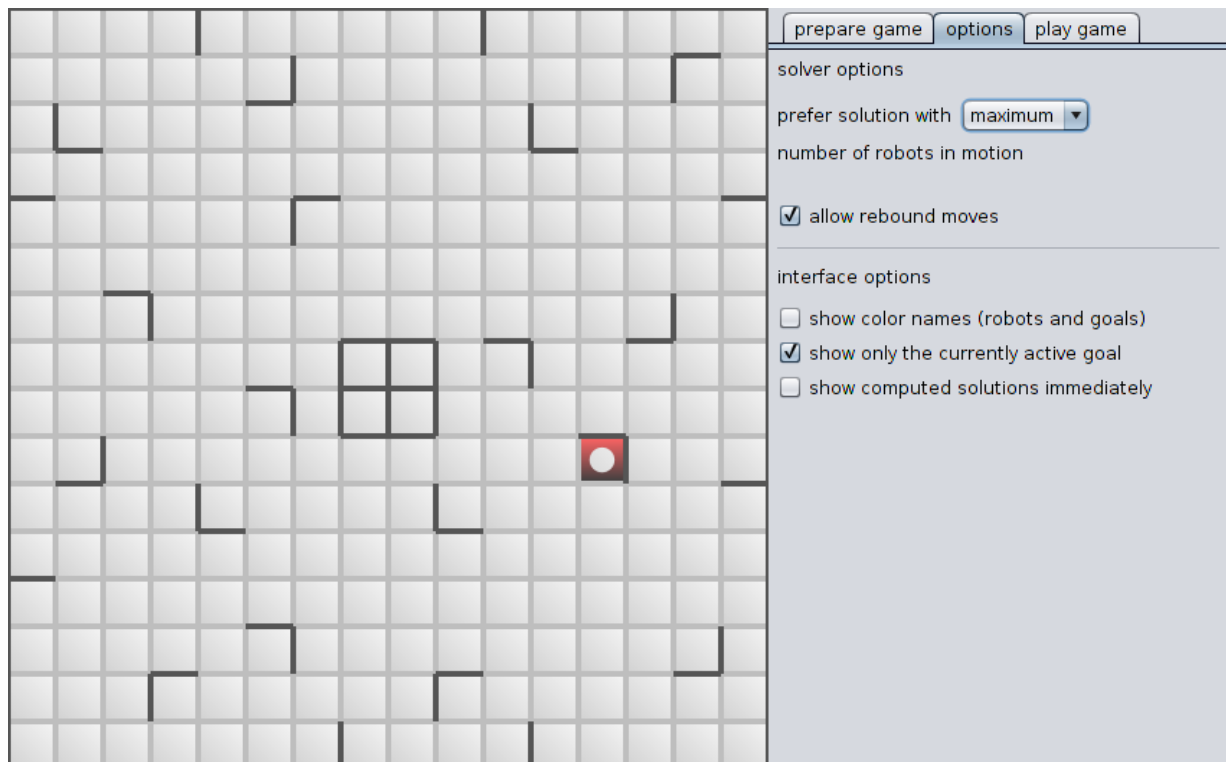 prepare game options play game
solver options
prefer solution with maximum
number of robots in motion
allow rebound moves
interface options
show color names (robots and goals)
show only the currently active goal
show computed solutions immediately